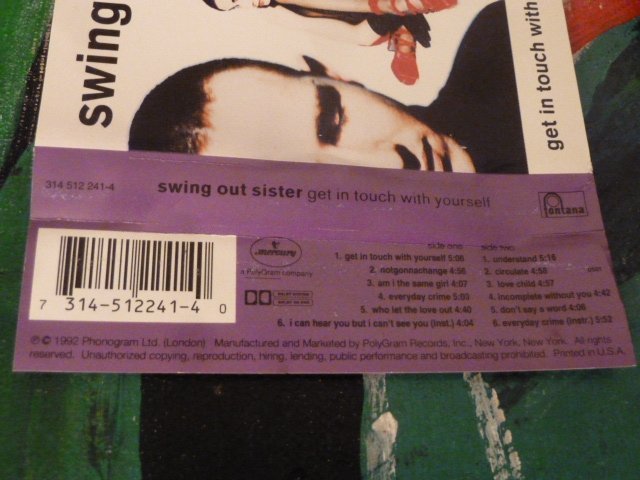 swing
get in touch with
314 512 241-4
swing out sister get in touch with yourself
fontana
7 314-512241-4 0
mercury
a PolyGram company
DOLBY SYSTEM
side one
1. get in touch with yourself 5:06
2. notgonnachange 4:56
3. am i the same girl 4:07
4. everyday crime 5:03
5. who let the love out 4:40
6. i can hear you but i can't see you (inst.) 4:04
side two
1. understand 5:16
2. circulate 4:58
3. love child 4:57
4. incomplete without you 4:42
5. don't say a word 4:06
6. everyday crime (instr.) 5:52
℗ © 1992 Phonogram Ltd. (London) Manufactured and Marketed by PolyGram Records, Inc., New York, New York. All rights
reserved. Unauthorized copying, reproduction, hiring, lending, public performance and broadcasting prohibited. Printed in U.S.A.